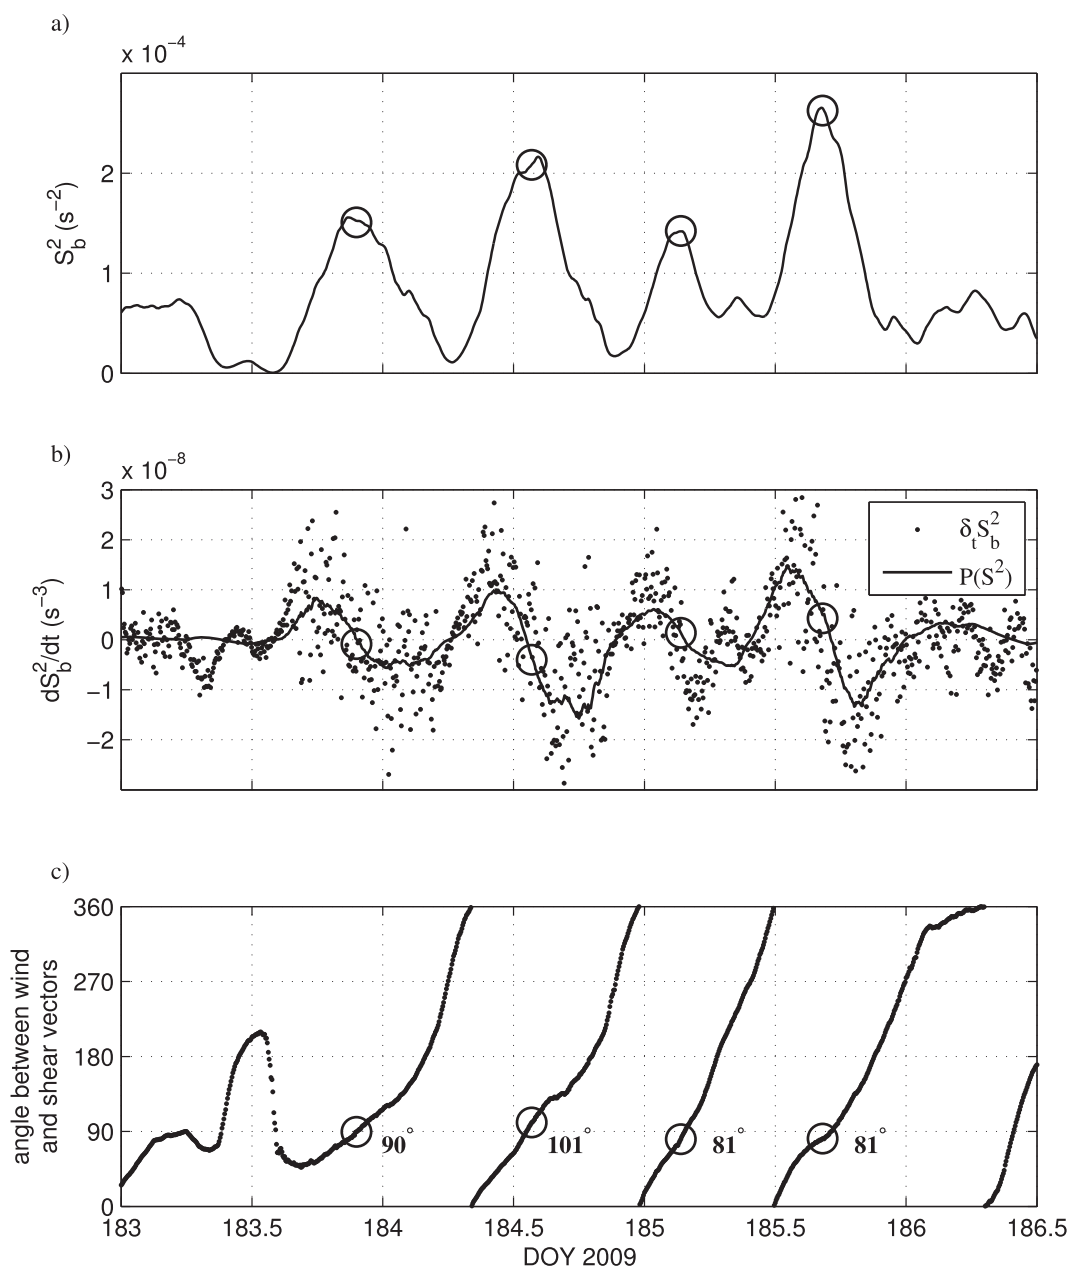 a)
x 10−4
S_b^2 (s−2)
2
1
0
b)
x 10−8
dS_b^2/dt (s−3)
3
2
1
0
−1
−2
δ_t S_b^2
P(S^2)
c)
angle between wind
and shear vectors
360
270
180
90
0
90°
101°
81°
81°
183 183.5 184 184.5 185 185.5 186 186.5
DOY 2009